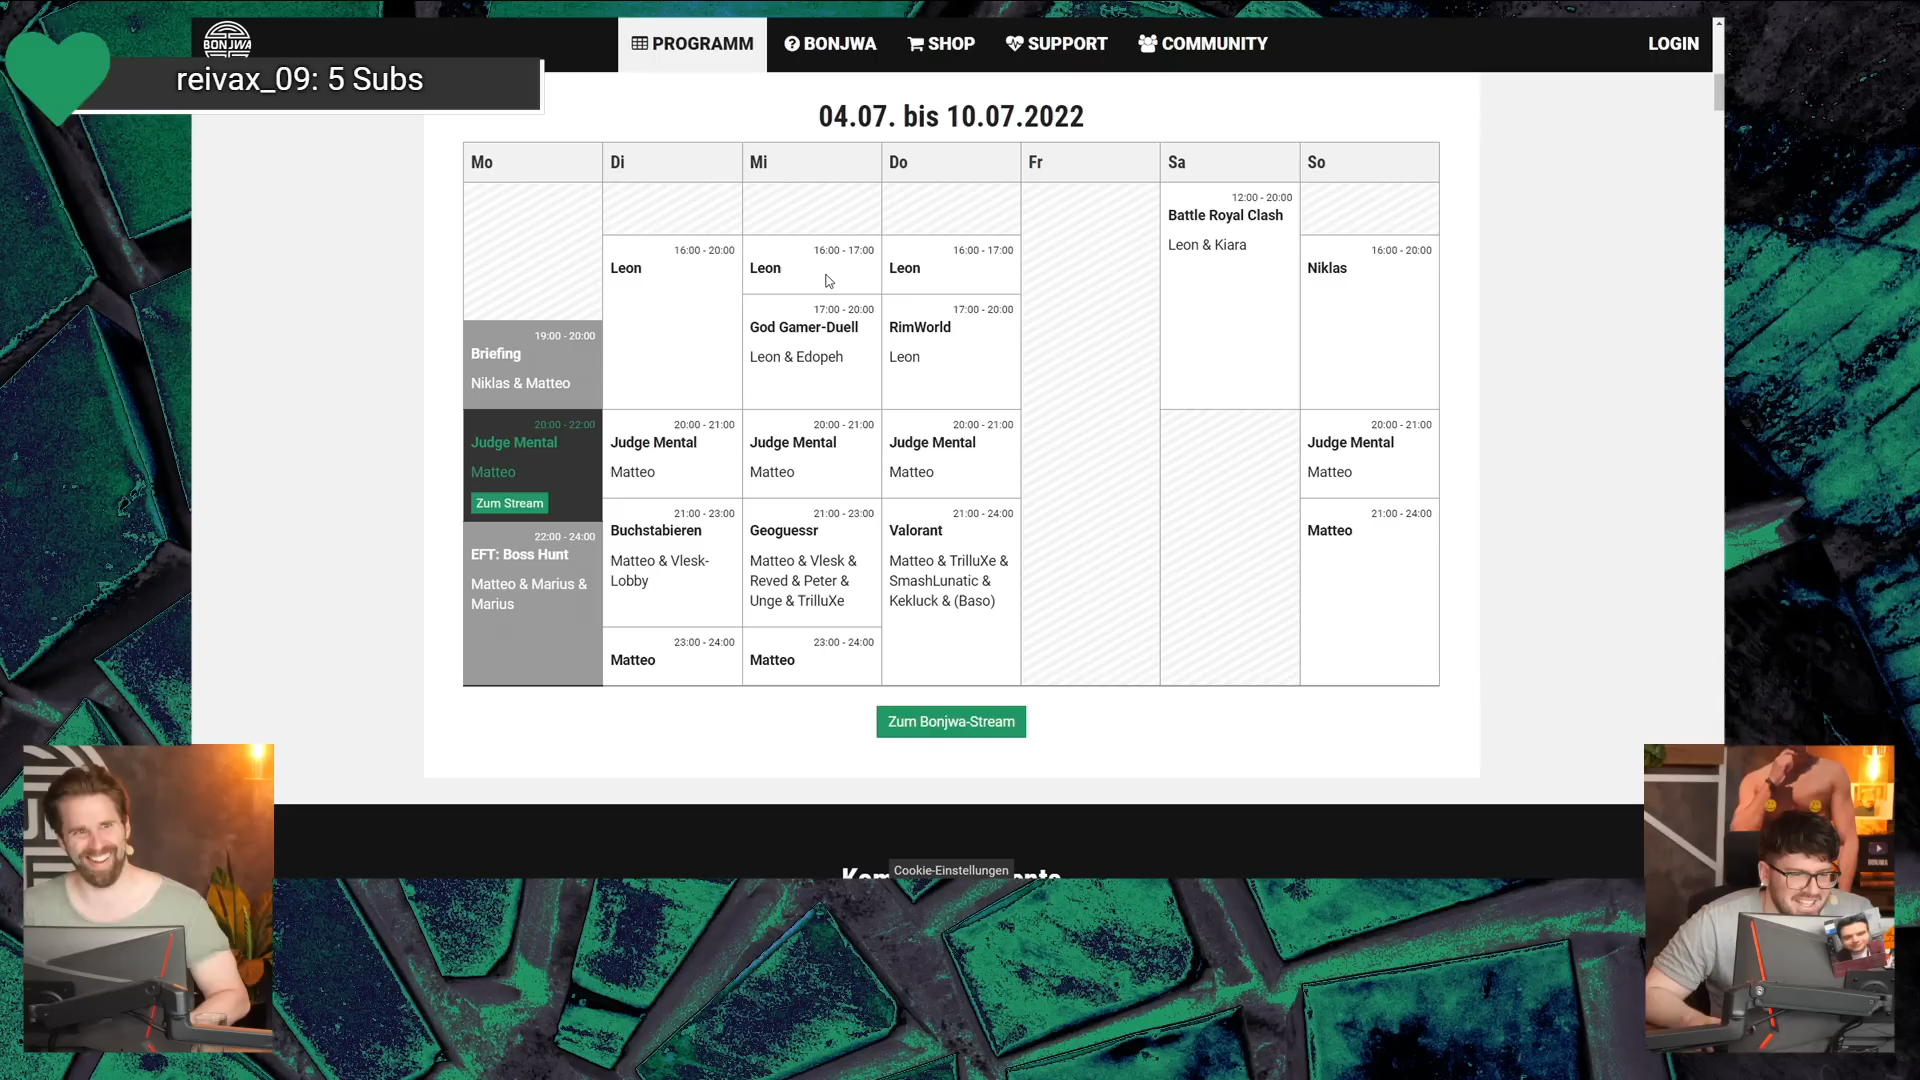 BONJWA
PROGRAMM
BONJWA
SHOP
SUPPORT
COMMUNITY
LOGIN
reivax_09: 5 Subs
04.07. bis 10.07.2022
Mo
Di
Mi
Do
Fr
Sa
So
19:00 - 20:00
Briefing
Niklas & Matteo
20:00 - 22:00
Judge Mental
Matteo
Zum Stream
22:00 - 24:00
EFT: Boss Hunt
Matteo & Marius &
Marius
16:00 - 20:00
Leon
20:00 - 21:00
Judge Mental
Matteo
21:00 - 23:00
Buchstabieren
Matteo & Vlesk-
Lobby
23:00 - 24:00
Matteo
16:00 - 17:00
Leon
17:00 - 20:00
God Gamer-Duell
Leon & Edopeh
20:00 - 21:00
Judge Mental
Matteo
21:00 - 23:00
Geoguessr
Matteo & Vlesk &
Reved & Peter &
Unge & TrilluXe
23:00 - 24:00
Matteo
16:00 - 17:00
Leon
17:00 - 20:00
RimWorld
Leon
20:00 - 21:00
Judge Mental
Matteo
21:00 - 24:00
Valorant
Matteo & TrilluXe &
SmashLunatic &
Kekluck & (Baso)
12:00 - 20:00
Battle Royal Clash
Leon & Kiara
16:00 - 20:00
Niklas
20:00 - 21:00
Judge Mental
Matteo
21:00 - 24:00
Matteo
Zum Bonjwa-Stream
Cookie-Einstellungen
BONJWA